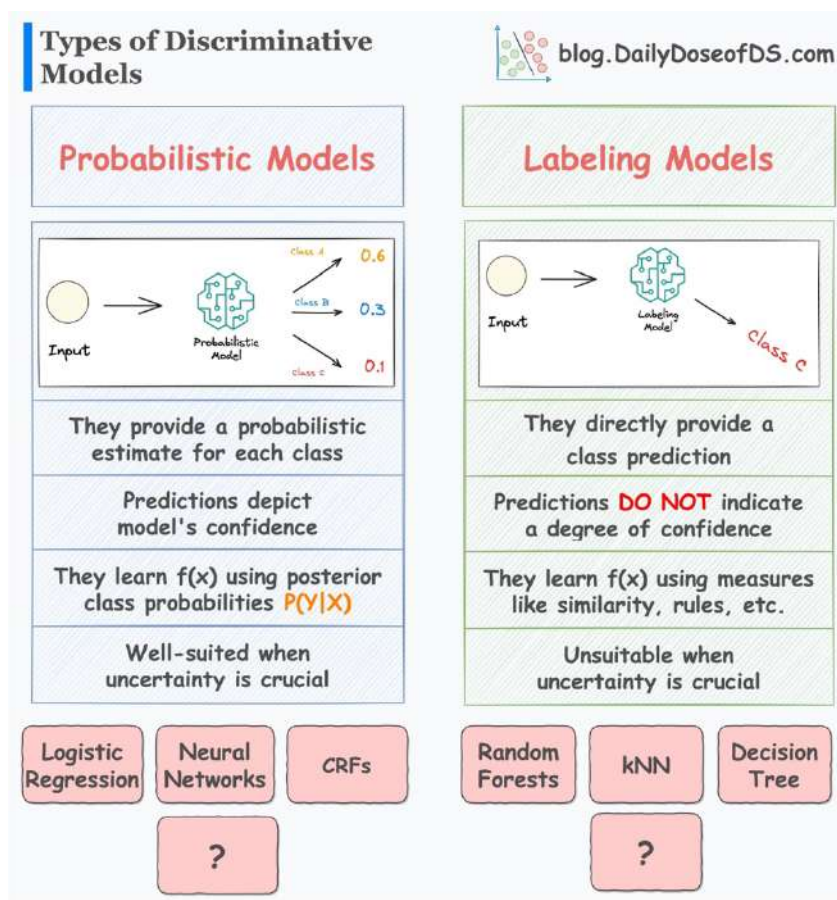 Types of Discriminative
Models
blog.DailyDoseofDS.com
Probabilistic Models
Input
Probabilistic
Model
Class A
0.6
Class B
0.3
Class C
0.1
They provide a probabilistic
estimate for each class
Predictions depict
model's confidence
They learn f(x) using posterior
class probabilities P(Y|X)
Well-suited when
uncertainty is crucial
Logistic
Regression
Neural
Networks
CRFs
?
Labeling Models
Input
Labeling
Model
Class C
They directly provide a
class prediction
Predictions DO NOT indicate
a degree of confidence
They learn f(x) using measures
like similarity, rules, etc.
Unsuitable when
uncertainty is crucial
Random
Forests
kNN
Decision
Tree
?